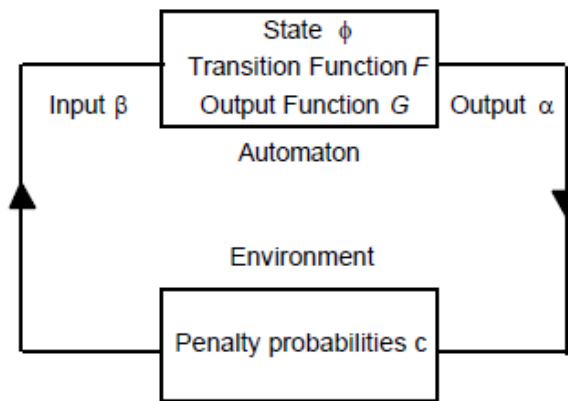 State ϕ
Transition Function F
Input β
Output Function G
Output α
Automaton
Environment
Penalty probabilities c